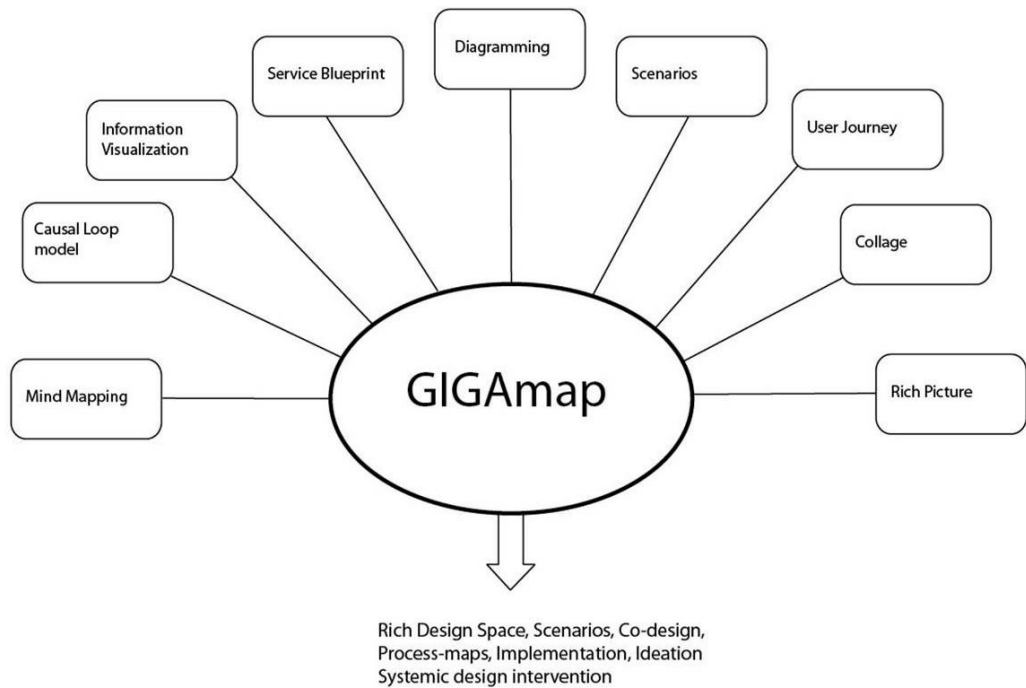 Diagramming
Service Blueprint
Scenarios
Information
Visualization
User Journey
Causal Loop
model
Collage
Mind Mapping
GIGAmap
Rich Picture
Rich Design Space, Scenarios, Co-design,
Process-maps, Implementation, Ideation
Systemic design intervention